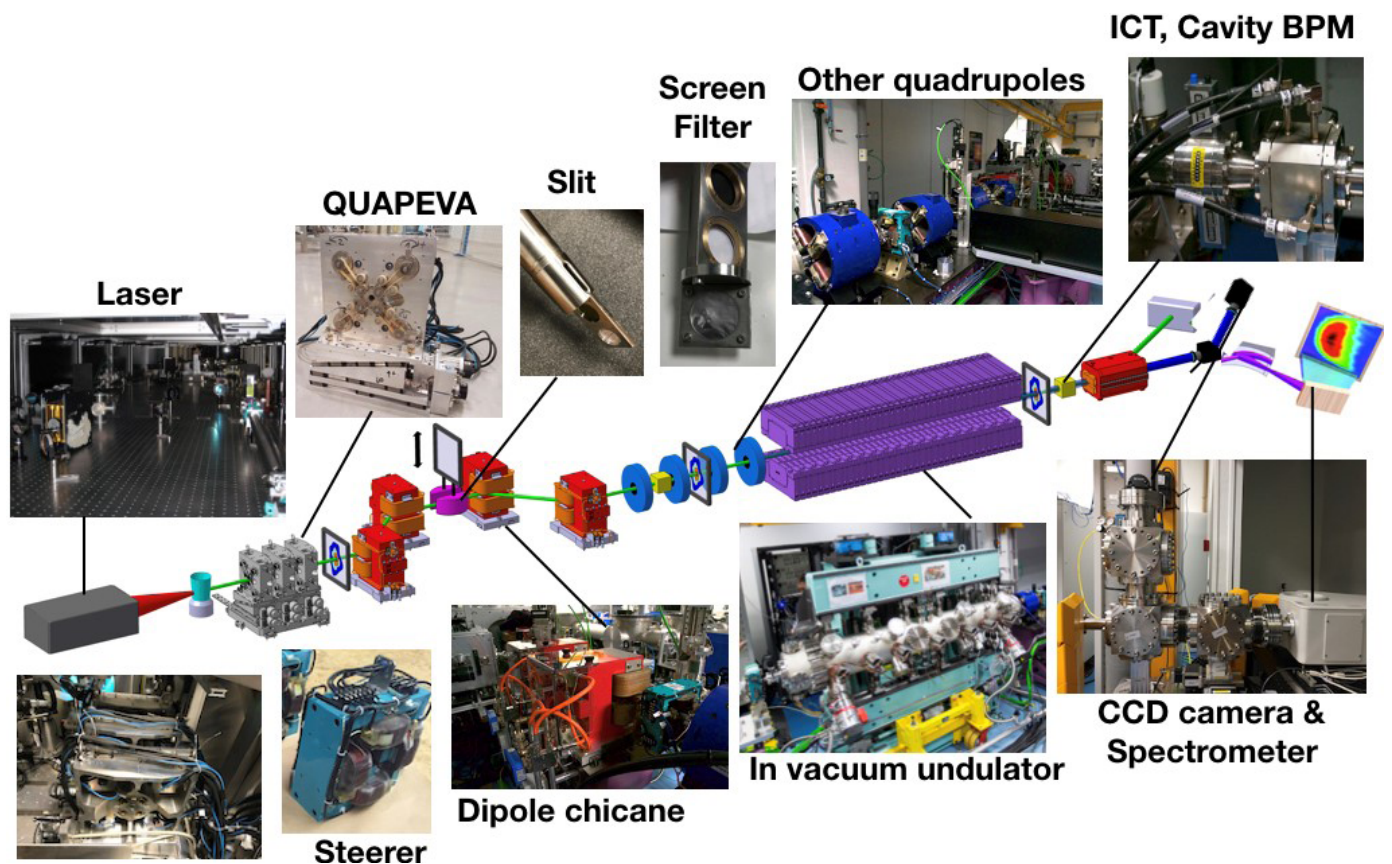 ICT, Cavity BPM
Other quadrupoles
Screen
Filter
Slit
QUAPEVA
Laser
CCD camera &
Spectrometer
In vacuum undulator
Dipole chicane
Steerer